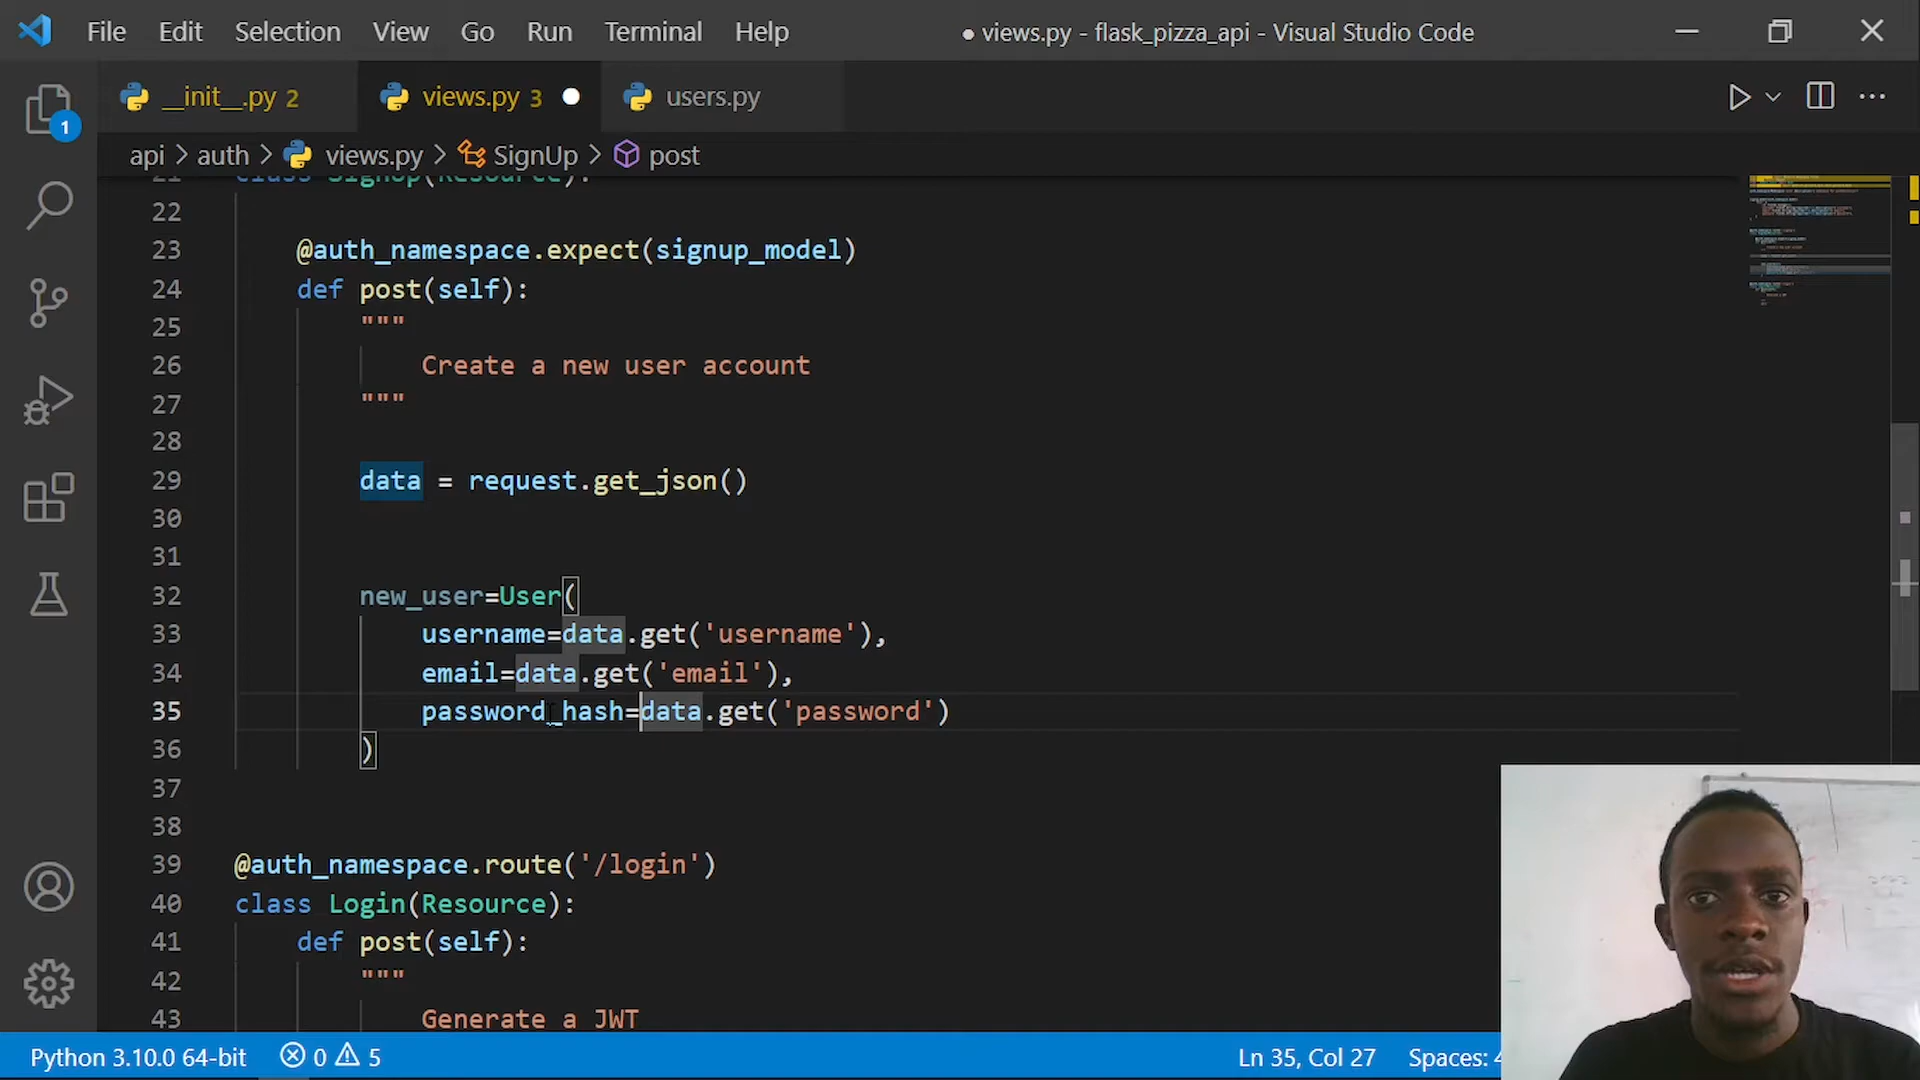 File Edit Selection View Go Run Terminal Help ● views.py - flask_pizza_api - Visual Studio Code
__init__.py 2 views.py 3 users.py
1
api > auth > views.py > SignUp > post
21 class SignUp(Resource):
22
23 @auth_namespace.expect(signup_model)
24 def post(self):
25 """
26 Create a new user account
27 """
28
29 data = request.get_json()
30
31
32 new_user=User(
33 username=data.get('username'),
34 email=data.get('email'),
35 password_hash=data.get('password')
36 )
37
38
39 @auth_namespace.route('/login')
40 class Login(Resource):
41 def post(self):
42 """
43 Generate a JWT
Python 3.10.0 64-bit 0 5 Ln 35, Col 27 Spaces: